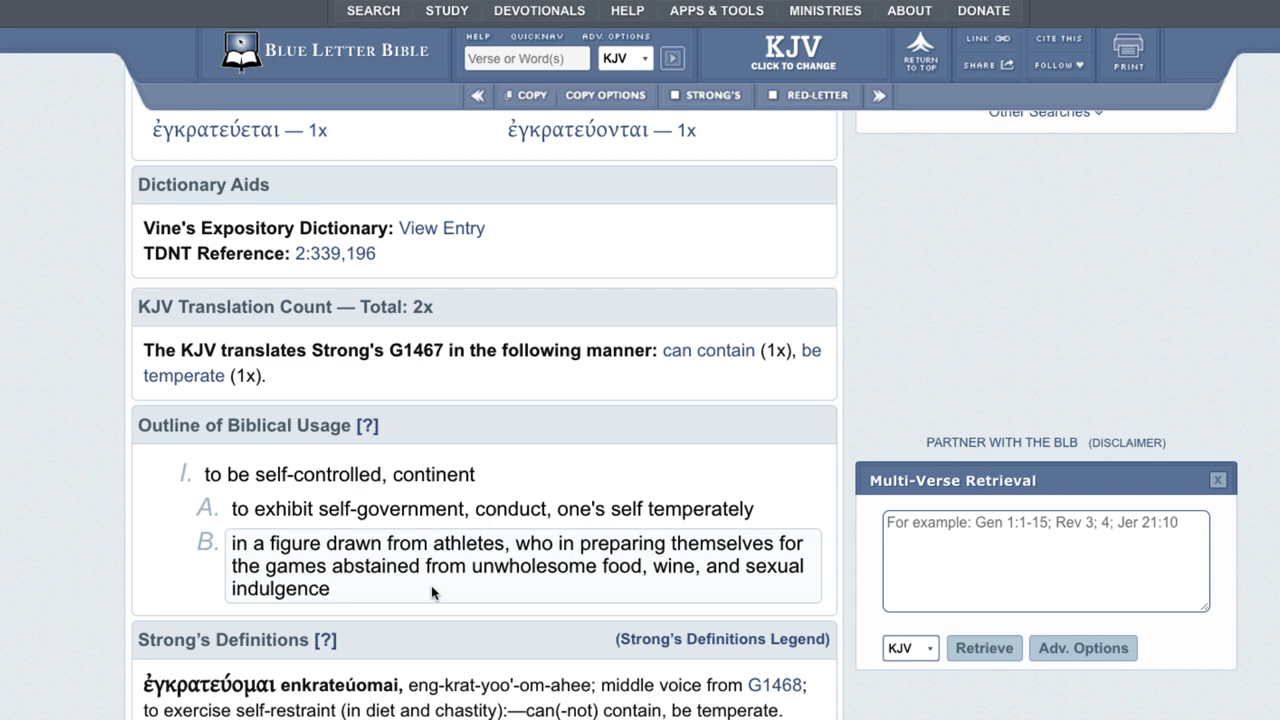 SEARCH STUDY DEVOTIONALS HELP APPS & TOOLS MINISTRIES ABOUT DONATE
BLUE LETTER BIBLE
HELP QUICKNAV ADV. OPTIONS
Verse or Word(s) KJV
KJV
CLICK TO CHANGE
RETURN
TO TOP
LINK CITE THIS
SHARE FOLLOW
PRINT
COPY COPY OPTIONS STRONG'S RED-LETTER
Other Searches
ἐγκρατεύεται — 1x ἐγκρατεύονται — 1x
Dictionary Aids
Vine's Expository Dictionary: View Entry
TDNT Reference: 2:339,196
KJV Translation Count — Total: 2x
The KJV translates Strong's G1467 in the following manner: can contain (1x), be
temperate (1x).
Outline of Biblical Usage [?]
I. to be self-controlled, continent
A. to exhibit self-government, conduct, one's self temperately
B. in a figure drawn from athletes, who in preparing themselves for
the games abstained from unwholesome food, wine, and sexual
indulgence
Strong's Definitions [?] (Strong's Definitions Legend)
ἐγκρατεύομαι enkrateúomai, eng-krat-yoo'-om-ahee; middle voice from G1468;
to exercise self-restraint (in diet and chastity):—can(-not) contain, be temperate.
PARTNER WITH THE BLB (DISCLAIMER)
Multi-Verse Retrieval X
For example: Gen 1:1-15; Rev 3; 4; Jer 21:10
KJV Retrieve Adv. Options